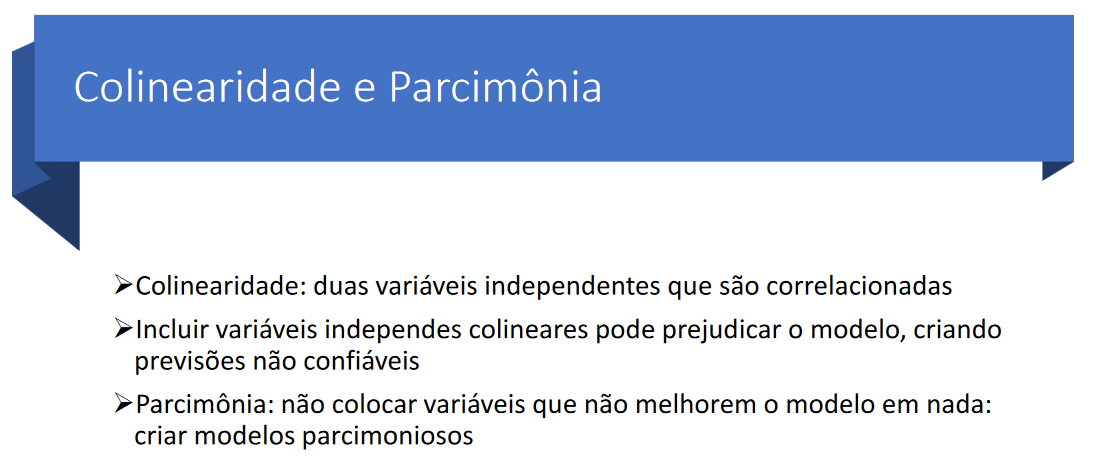 Colinearidade e Parcimônia
➢Colinearidade: duas variáveis independentes que são correlacionadas
➢Incluir variáveis independes colineares pode prejudicar o modelo, criando
previsões não confiáveis
➢Parcimônia: não colocar variáveis que não melhorem o modelo em nada:
criar modelos parcimoniosos